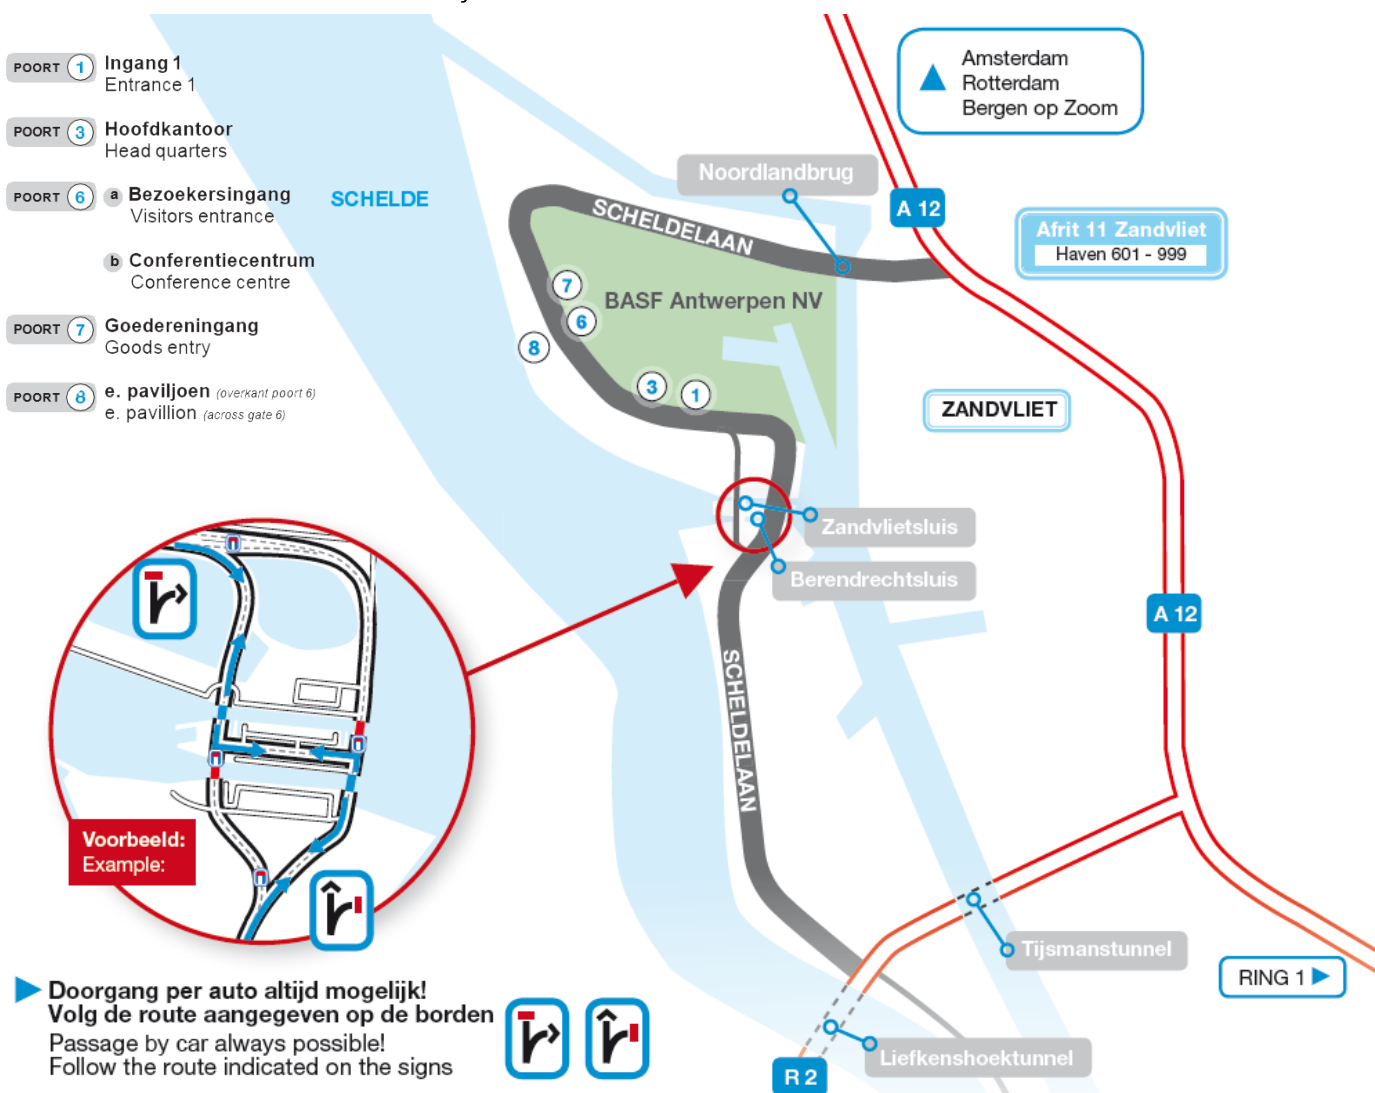 POORT 1 Ingang 1
Entrance 1
POORT 3 Hoofdkantoor
Head quarters
POORT 6 a Bezoekersingang
Visitors entrance
b Conferentiecentrum
Conference centre
POORT 7 Goedereningang
Goods entry
POORT 8 e. paviljoen (overkant poort 6)
e. pavillion (across gate 6)
SCHELDE
Amsterdam
Rotterdam
Bergen op Zoom
Noordlandbrug
A 12
Afrit 11 Zandvliet
Haven 601 - 999
SCHELDELAAN
BASF Antwerpen NV
7
6
8
3
1
ZANDVLIET
Zandvlietsluis
Berendrechtsluis
A 12
SCHELDELAAN
Voorbeeld:
Example:
Tijsmanstunnel
RING 1
Liefkenshoektunnel
R 2
Doorgang per auto altijd mogelijk!
Volg de route aangegeven op de borden
Passage by car always possible!
Follow the route indicated on the signs